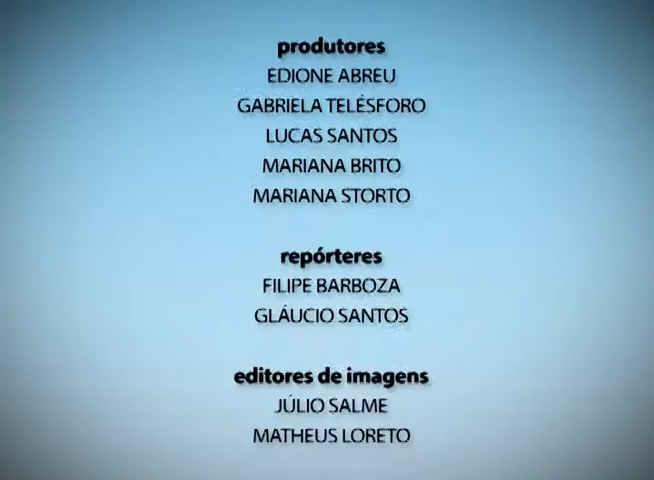 produtores
EDIONE ABREU
GABRIELA TELÉSFORO
LUCAS SANTOS
MARIANA BRITO
MARIANA STORTO
repórteres
FILIPE BARBOZA
GLÁUCIO SANTOS
editores de imagens
JÚLIO SALME
MATHEUS LORETO